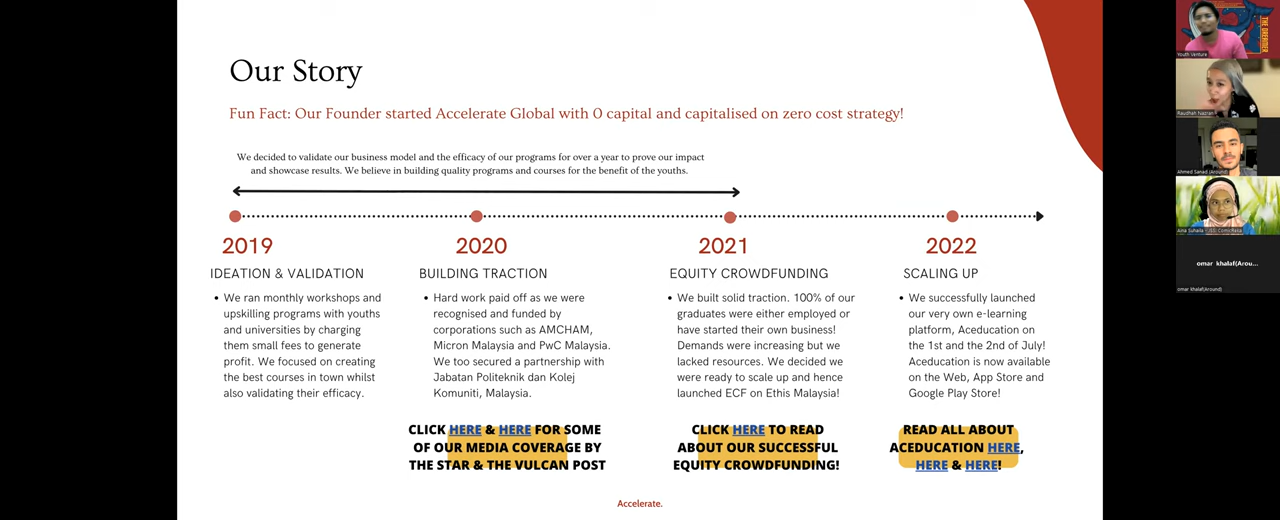 Our Story
Fun Fact: Our Founder started Accelerate Global with 0 capital and capitalised on zero cost strategy!
We decided to validate our business model and the efficacy of our programs for over a year to prove our impact
and showcase results. We believe in building quality programs and courses for the benefit of the youths.
2019
IDEATION & VALIDATION
• We ran monthly workshops and
upskilling programs with youths
and universities by charging
them small fees to generate
profit. We focused on creating
the best courses in town whilst
also validating their efficacy.
2020
BUILDING TRACTION
• Hard work paid off as we were
recognised and funded by
corporations such as AMCHAM,
Micron Malaysia and PwC Malaysia.
We too secured a partnership with
Jabatan Politeknik dan Kolej
Komuniti, Malaysia.
CLICK HERE & HERE FOR SOME
OF OUR MEDIA COVERAGE BY
THE STAR & THE VULCAN POST
2021
EQUITY CROWDFUNDING
• We built solid traction. 100% of our
graduates were either employed or
have started their own business!
Demands were increasing but we
lacked resources. We decided we
were ready to scale up and hence
launched ECF on Ethis Malaysia!
CLICK HERE TO READ
ABOUT OUR SUCCESSFUL
EQUITY CROWDFUNDING!
2022
SCALING UP
• We successfully launched
our very own e-learning
platform, Aceducation on
the 1st and the 2nd of July!
Aceducation is now available
on the Web, App Store and
Google Play Store!
READ ALL ABOUT
ACEDUCATION HERE,
HERE & HERE!
Accelerate.
THE DREAMER
Youth Venture
Raudhah Nazran
Ahmed Sanad (Around)
Aina Suhaila
omar khalaf(Arou...
omar khalaf(Around)